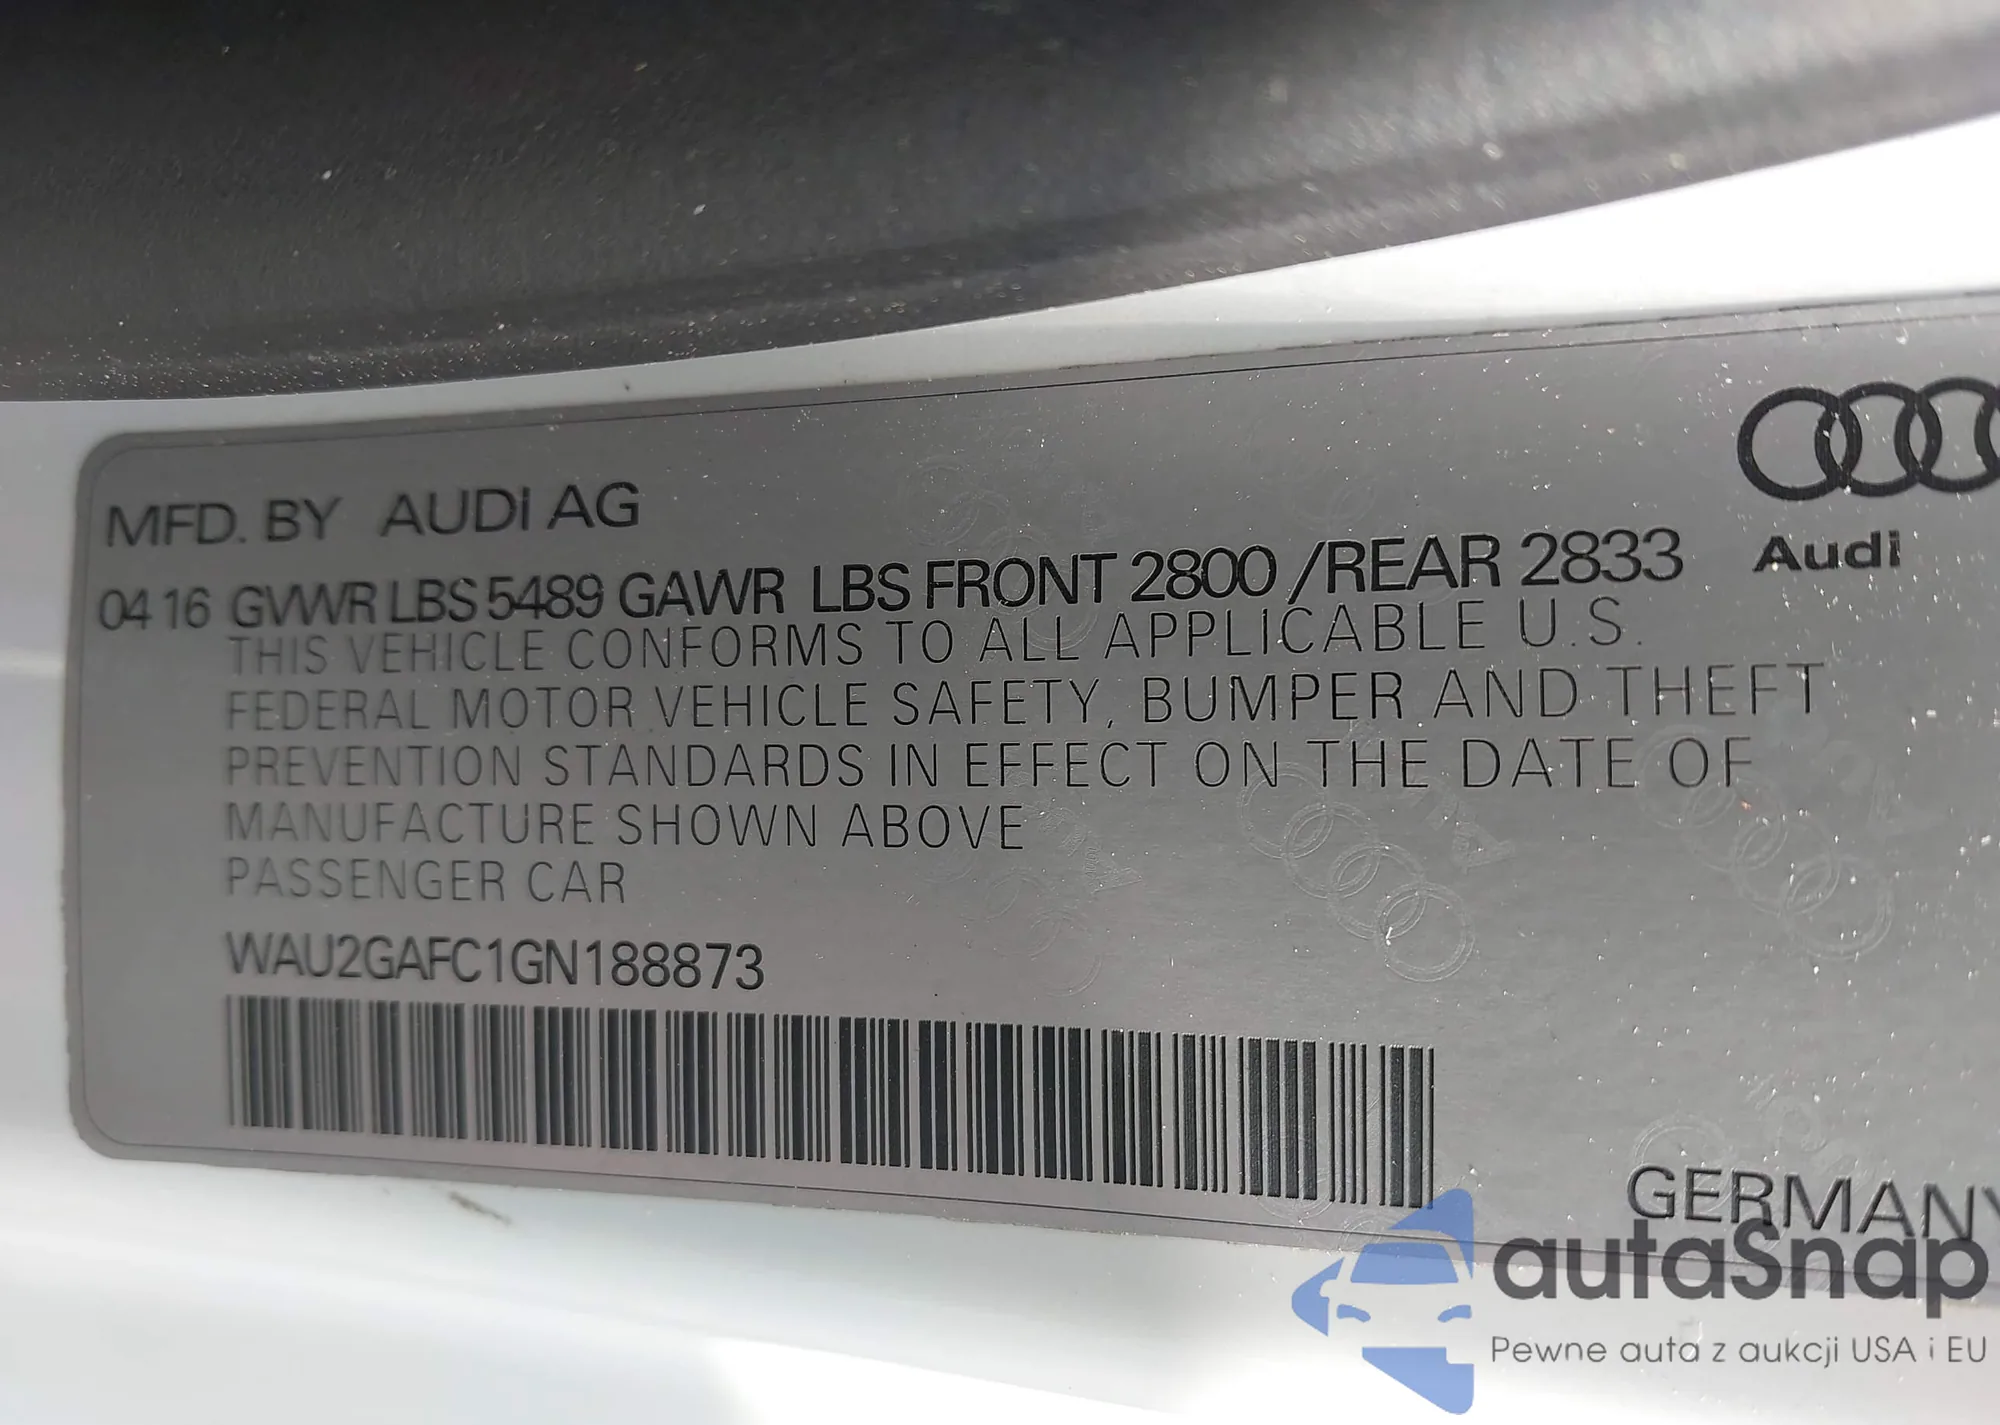 MFD. BY AUDI AG
Audi
04 16 GVWR LBS 5489 GAWR LBS FRONT 2800 /REAR 2833
THIS VEHICLE CONFORMS TO ALL APPLICABLE U.S.
FEDERAL MOTOR VEHICLE SAFETY, BUMPER AND THEFT
PREVENTION STANDARDS IN EFFECT ON THE DATE OF
MANUFACTURE SHOWN ABOVE
PASSENGER CAR
WAU2GAFC1GN188873
GERMANY
autaSnap
Pewne auta z aukcji USA i EU